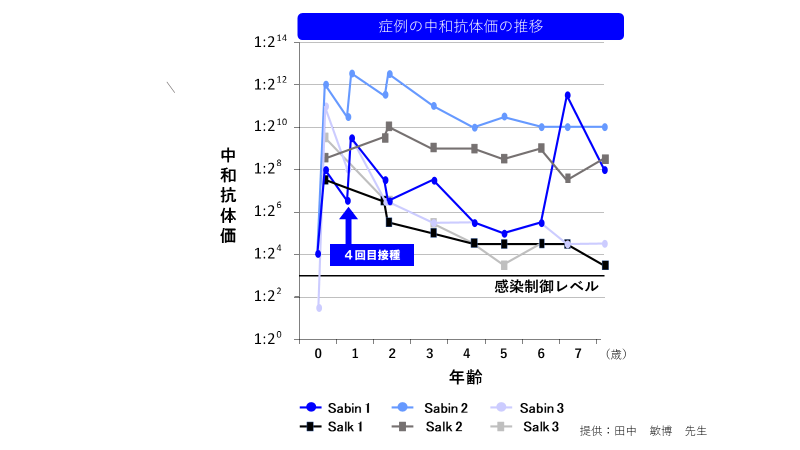 症例の中和抗体価の推移
1:2¹⁴
1:2¹²
1:2¹⁰
1:2⁸
1:2⁶
1:2⁴
1:2²
1:2⁰
中和抗体価
4回目接種
感染制御レベル
0 1 2 3 4 5 6 7 (歳)
年齢
Sabin 1 Sabin 2 Sabin 3
Salk 1 Salk 2 Salk 3
提供：田中 敏博 先生